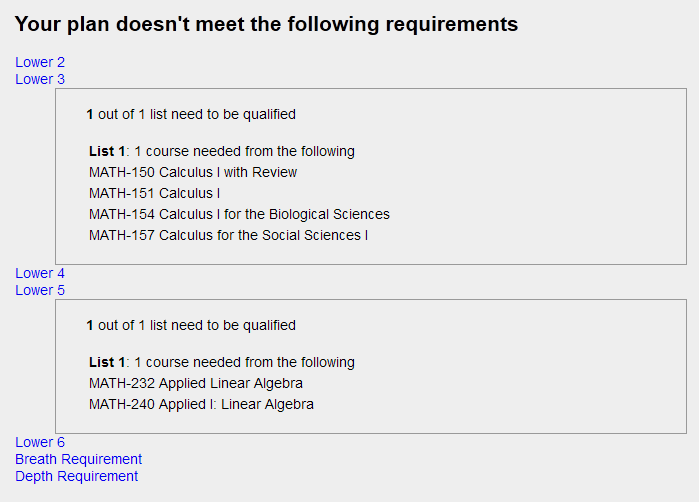 Your plan doesn't meet the following requirements
Lower 2
Lower 3
1 out of 1 list need to be qualified
List 1: 1 course needed from the following
MATH-150 Calculus I with Review
MATH-151 Calculus I
MATH-154 Calculus I for the Biological Sciences
MATH-157 Calculus for the Social Sciences I
Lower 4
Lower 5
1 out of 1 list need to be qualified
List 1: 1 course needed from the following
MATH-232 Applied Linear Algebra
MATH-240 Applied I: Linear Algebra
Lower 6
Breath Requirement
Depth Requirement